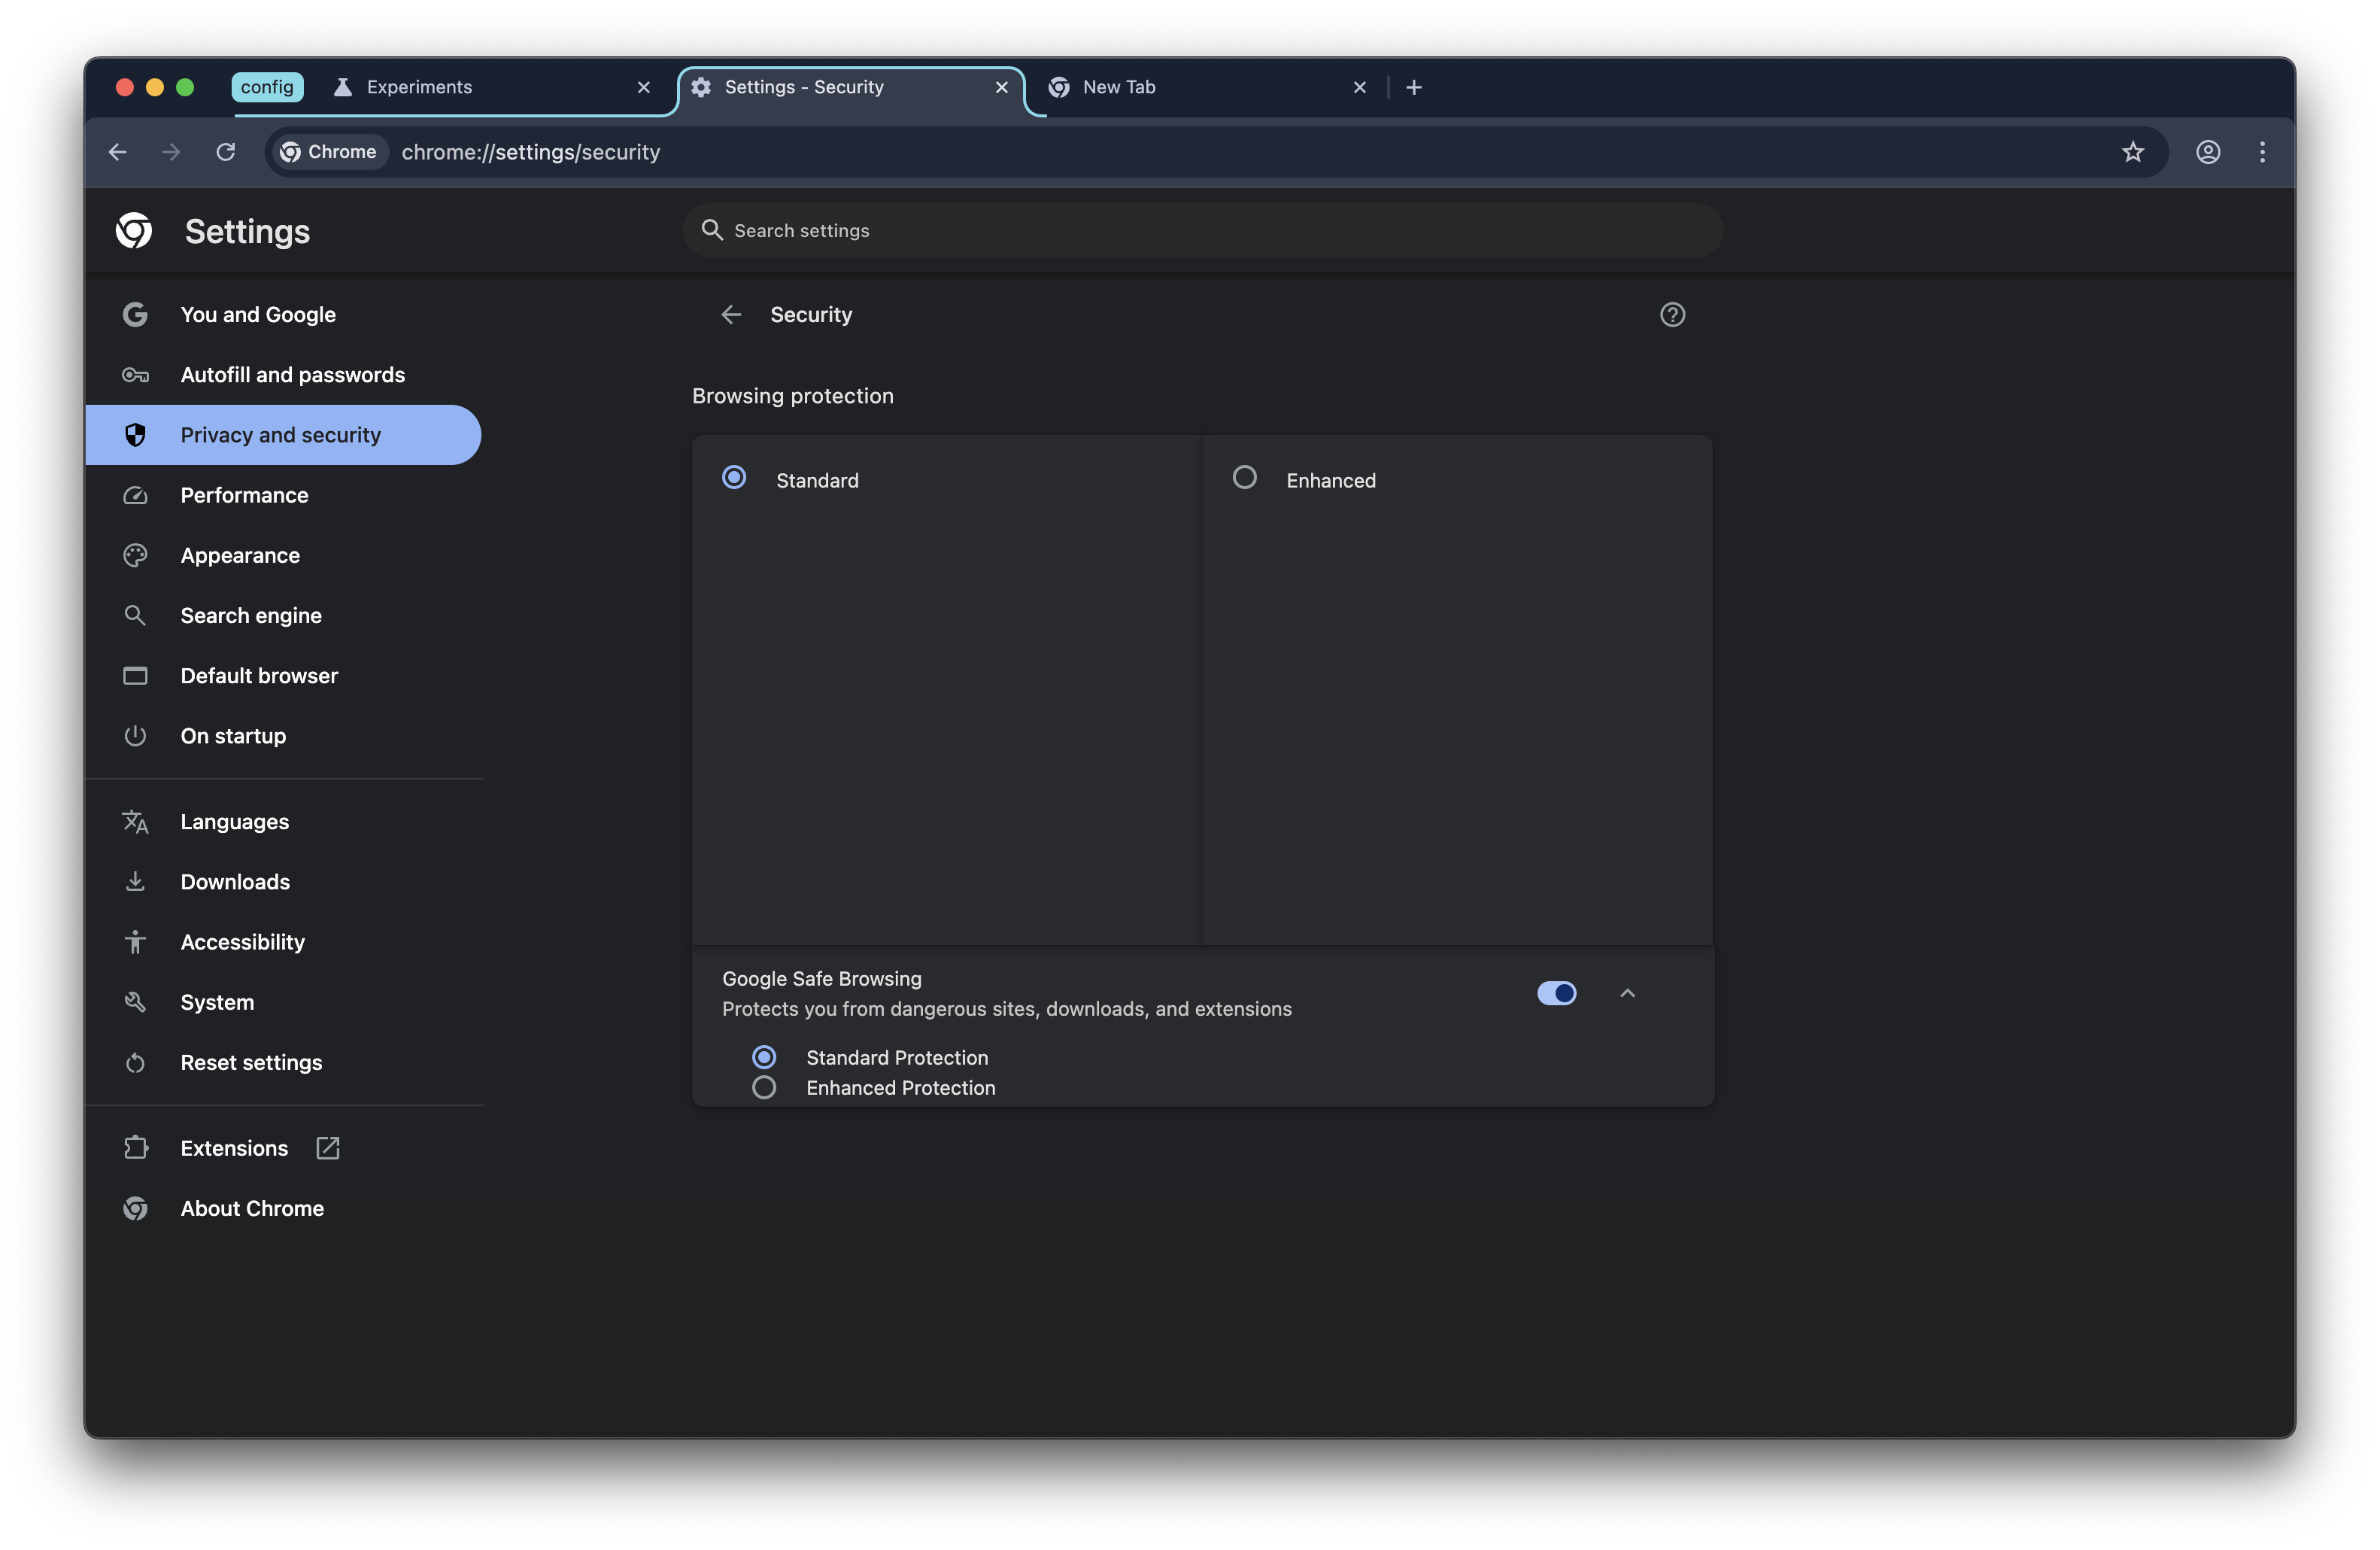 config
Experiments
Settings - Security
New Tab
Chrome
chrome://settings/security
Settings
Search settings
You and Google
Autofill and passwords
Privacy and security
Performance
Appearance
Search engine
Default browser
On startup
Languages
Downloads
Accessibility
System
Reset settings
Extensions
About Chrome
Security
Browsing protection
Standard
Enhanced
Google Safe Browsing
Protects you from dangerous sites, downloads, and extensions
Standard Protection
Enhanced Protection